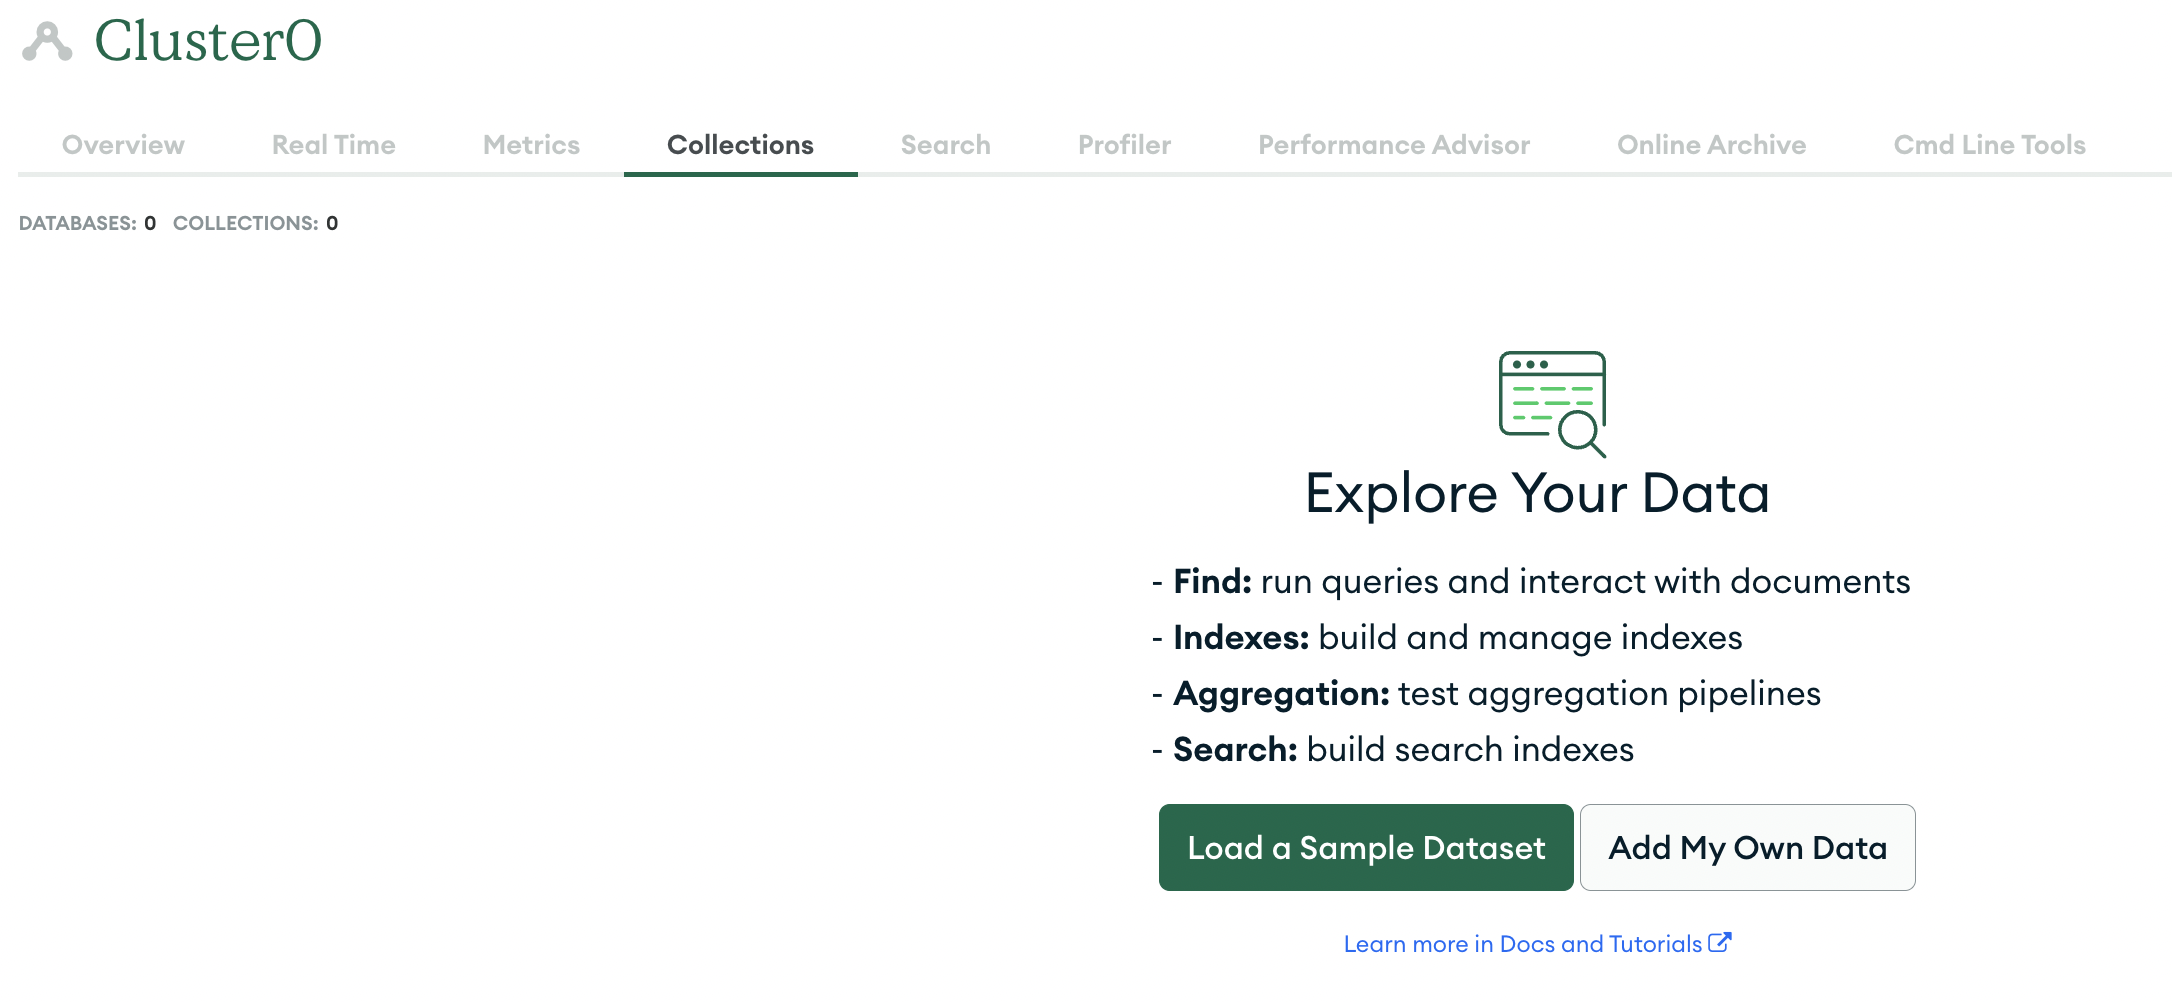 Cluster0
Overview Real Time Metrics Collections Search Profiler Performance Advisor Online Archive Cmd Line Tools
DATABASES: 0 COLLECTIONS: 0
Explore Your Data
- Find: run queries and interact with documents
- Indexes: build and manage indexes
- Aggregation: test aggregation pipelines
- Search: build search indexes
Load a Sample Dataset Add My Own Data
Learn more in Docs and Tutorials